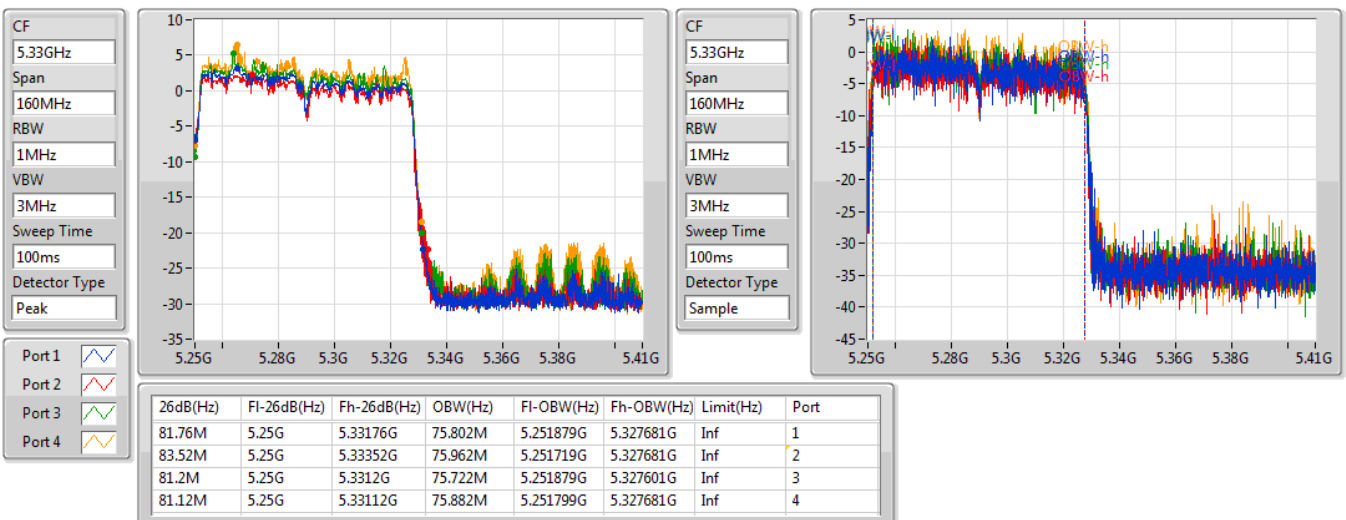 CF
5.33GHz
Span
160MHz
RBW
1MHz
VBW
3MHz
Sweep Time
100ms
Detector Type
Peak
10
5
0
-5
-10
-15
-20
-25
-30
-35
5.25G 5.28G 5.3G 5.32G 5.34G 5.36G 5.38G 5.41G
CF
5.33GHz
Span
160MHz
RBW
1MHz
VBW
3MHz
Sweep Time
100ms
Detector Type
Sample
5
0
-5
-10
-15
-20
-25
-30
-35
-40
-45
OBW-h
OBW-h
5.25G 5.28G 5.3G 5.32G 5.34G 5.36G 5.38G 5.41G
Port 1
Port 2
Port 3
Port 4
26dB(Hz) Fl-26dB(Hz) Fh-26dB(Hz) OBW(Hz) Fl-OBW(Hz) Fh-OBW(Hz) Limit(Hz) Port
81.76M 5.25G 5.33176G 75.802M 5.251879G 5.327681G Inf 1
83.52M 5.25G 5.33352G 75.962M 5.251719G 5.327681G Inf 2
81.2M 5.25G 5.3312G 75.722M 5.251879G 5.327601G Inf 3
81.12M 5.25G 5.33112G 75.882M 5.251799G 5.327681G Inf 4